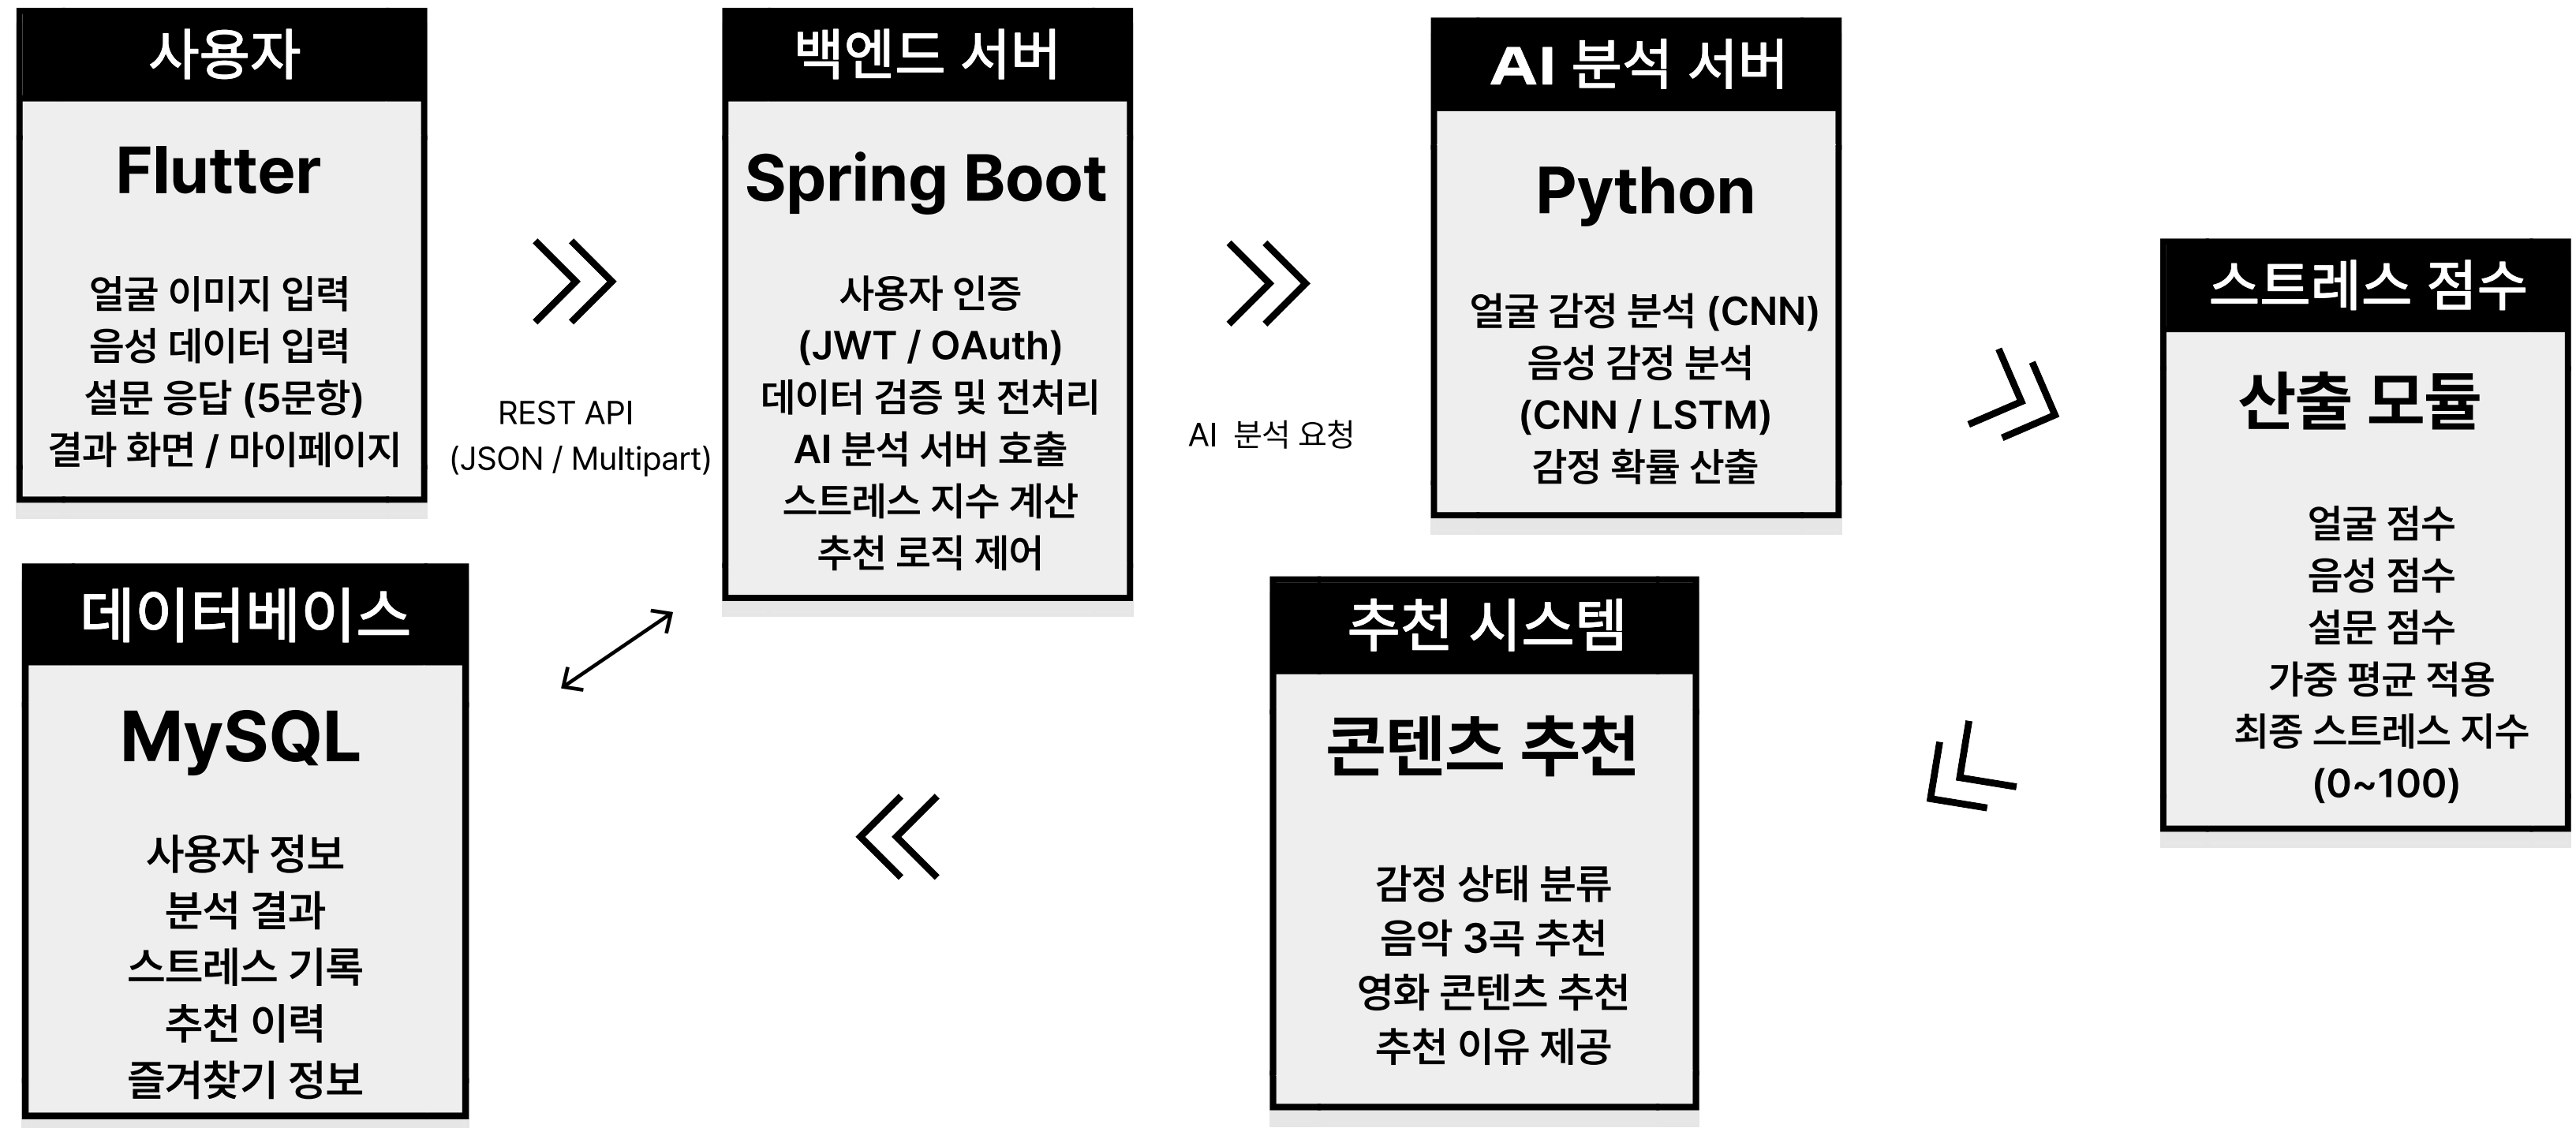 사용자
Flutter
얼굴 이미지 입력
음성 데이터 입력
설문 응답 (5문항)
결과 화면 / 마이페이지
REST API
(JSON / Multipart)
백엔드 서버
Spring Boot
사용자 인증
(JWT / OAuth)
데이터 검증 및 전처리
AI 분석 서버 호출
스트레스 지수 계산
추천 로직 제어
AI 분석 요청
AI 분석 서버
Python
얼굴 감정 분석 (CNN)
음성 감정 분석
(CNN / LSTM)
감정 확률 산출
스트레스 점수
산출 모듈
얼굴 점수
음성 점수
설문 점수
가중 평균 적용
최종 스트레스 지수
(0~100)
추천 시스템
콘텐츠 추천
감정 상태 분류
음악 3곡 추천
영화 콘텐츠 추천
추천 이유 제공
데이터베이스
MySQL
사용자 정보
분석 결과
스트레스 기록
추천 이력
즐겨찾기 정보